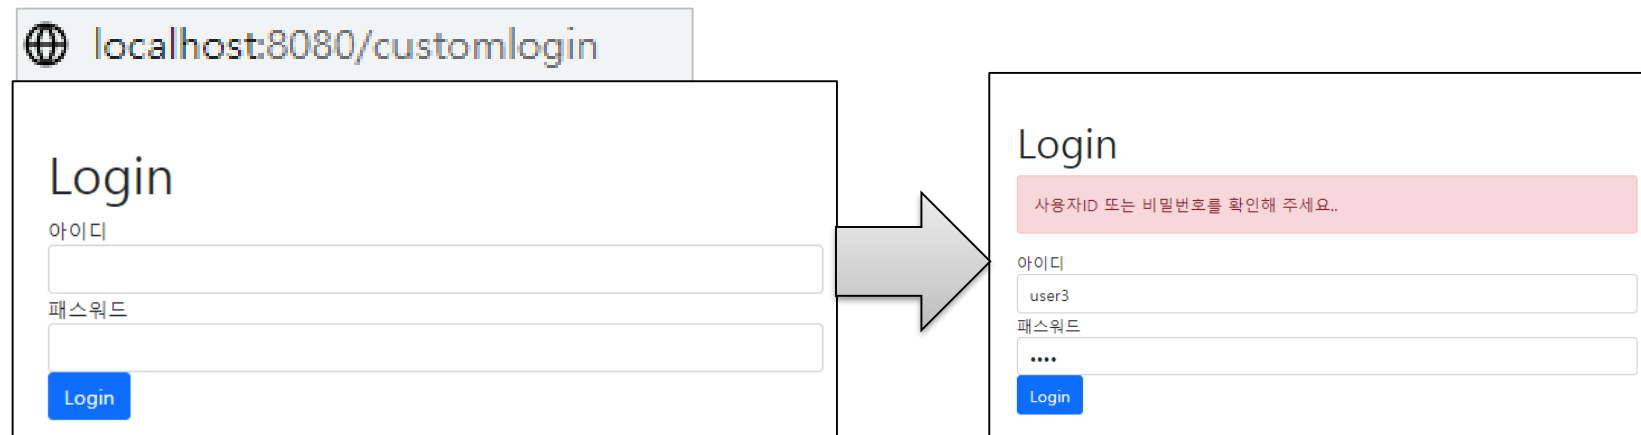 localhost:8080/customlogin
Login
아이디
패스워드
Login
Login
사용자ID 또는 비밀번호를 확인해 주세요..
아이디
user3
패스워드
••••
Login